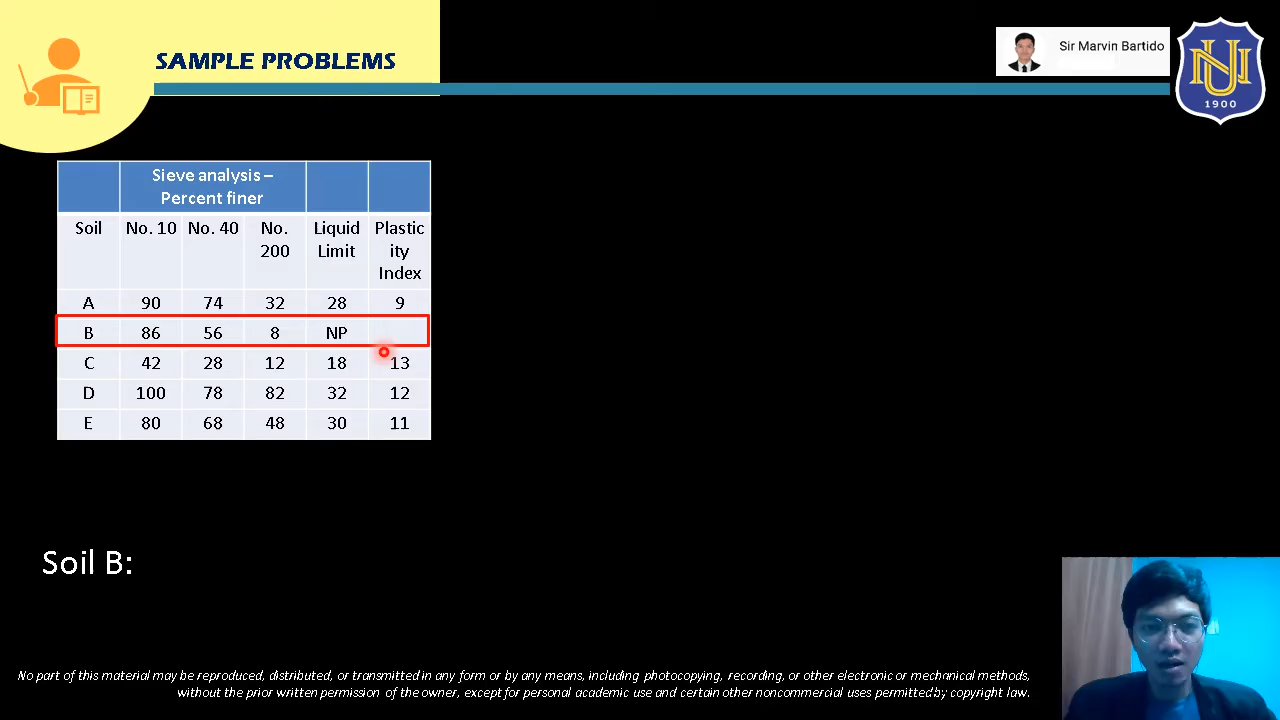 SAMPLE PROBLEMS
Sir Marvin Bartido
NU
1900
Sieve analysis –
Percent finer
Soil No. 10 No. 40 No. 200 Liquid Limit Plasticity Index
A 90 74 32 28 9
B 86 56 8 NP
C 42 28 12 18 13
D 100 78 82 32 12
E 80 68 48 30 11
Soil B:
No part of this material may be reproduced, distributed, or transmitted in any form or by any means, including photocopying, recording, or other electronic or mechanical methods,
without the prior written permission of the owner, except for personal academic use and certain other noncommercial uses permitted by copyright law.